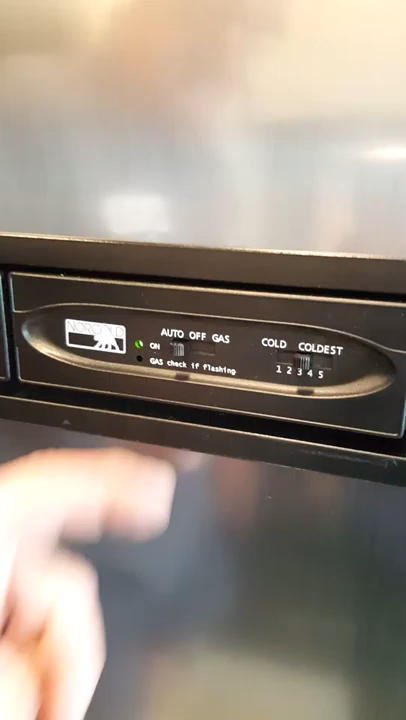 NORCOLD
AUTO OFF GAS
ON
GAS check if flashing
COLD COLDEST
1 2 3 4 5